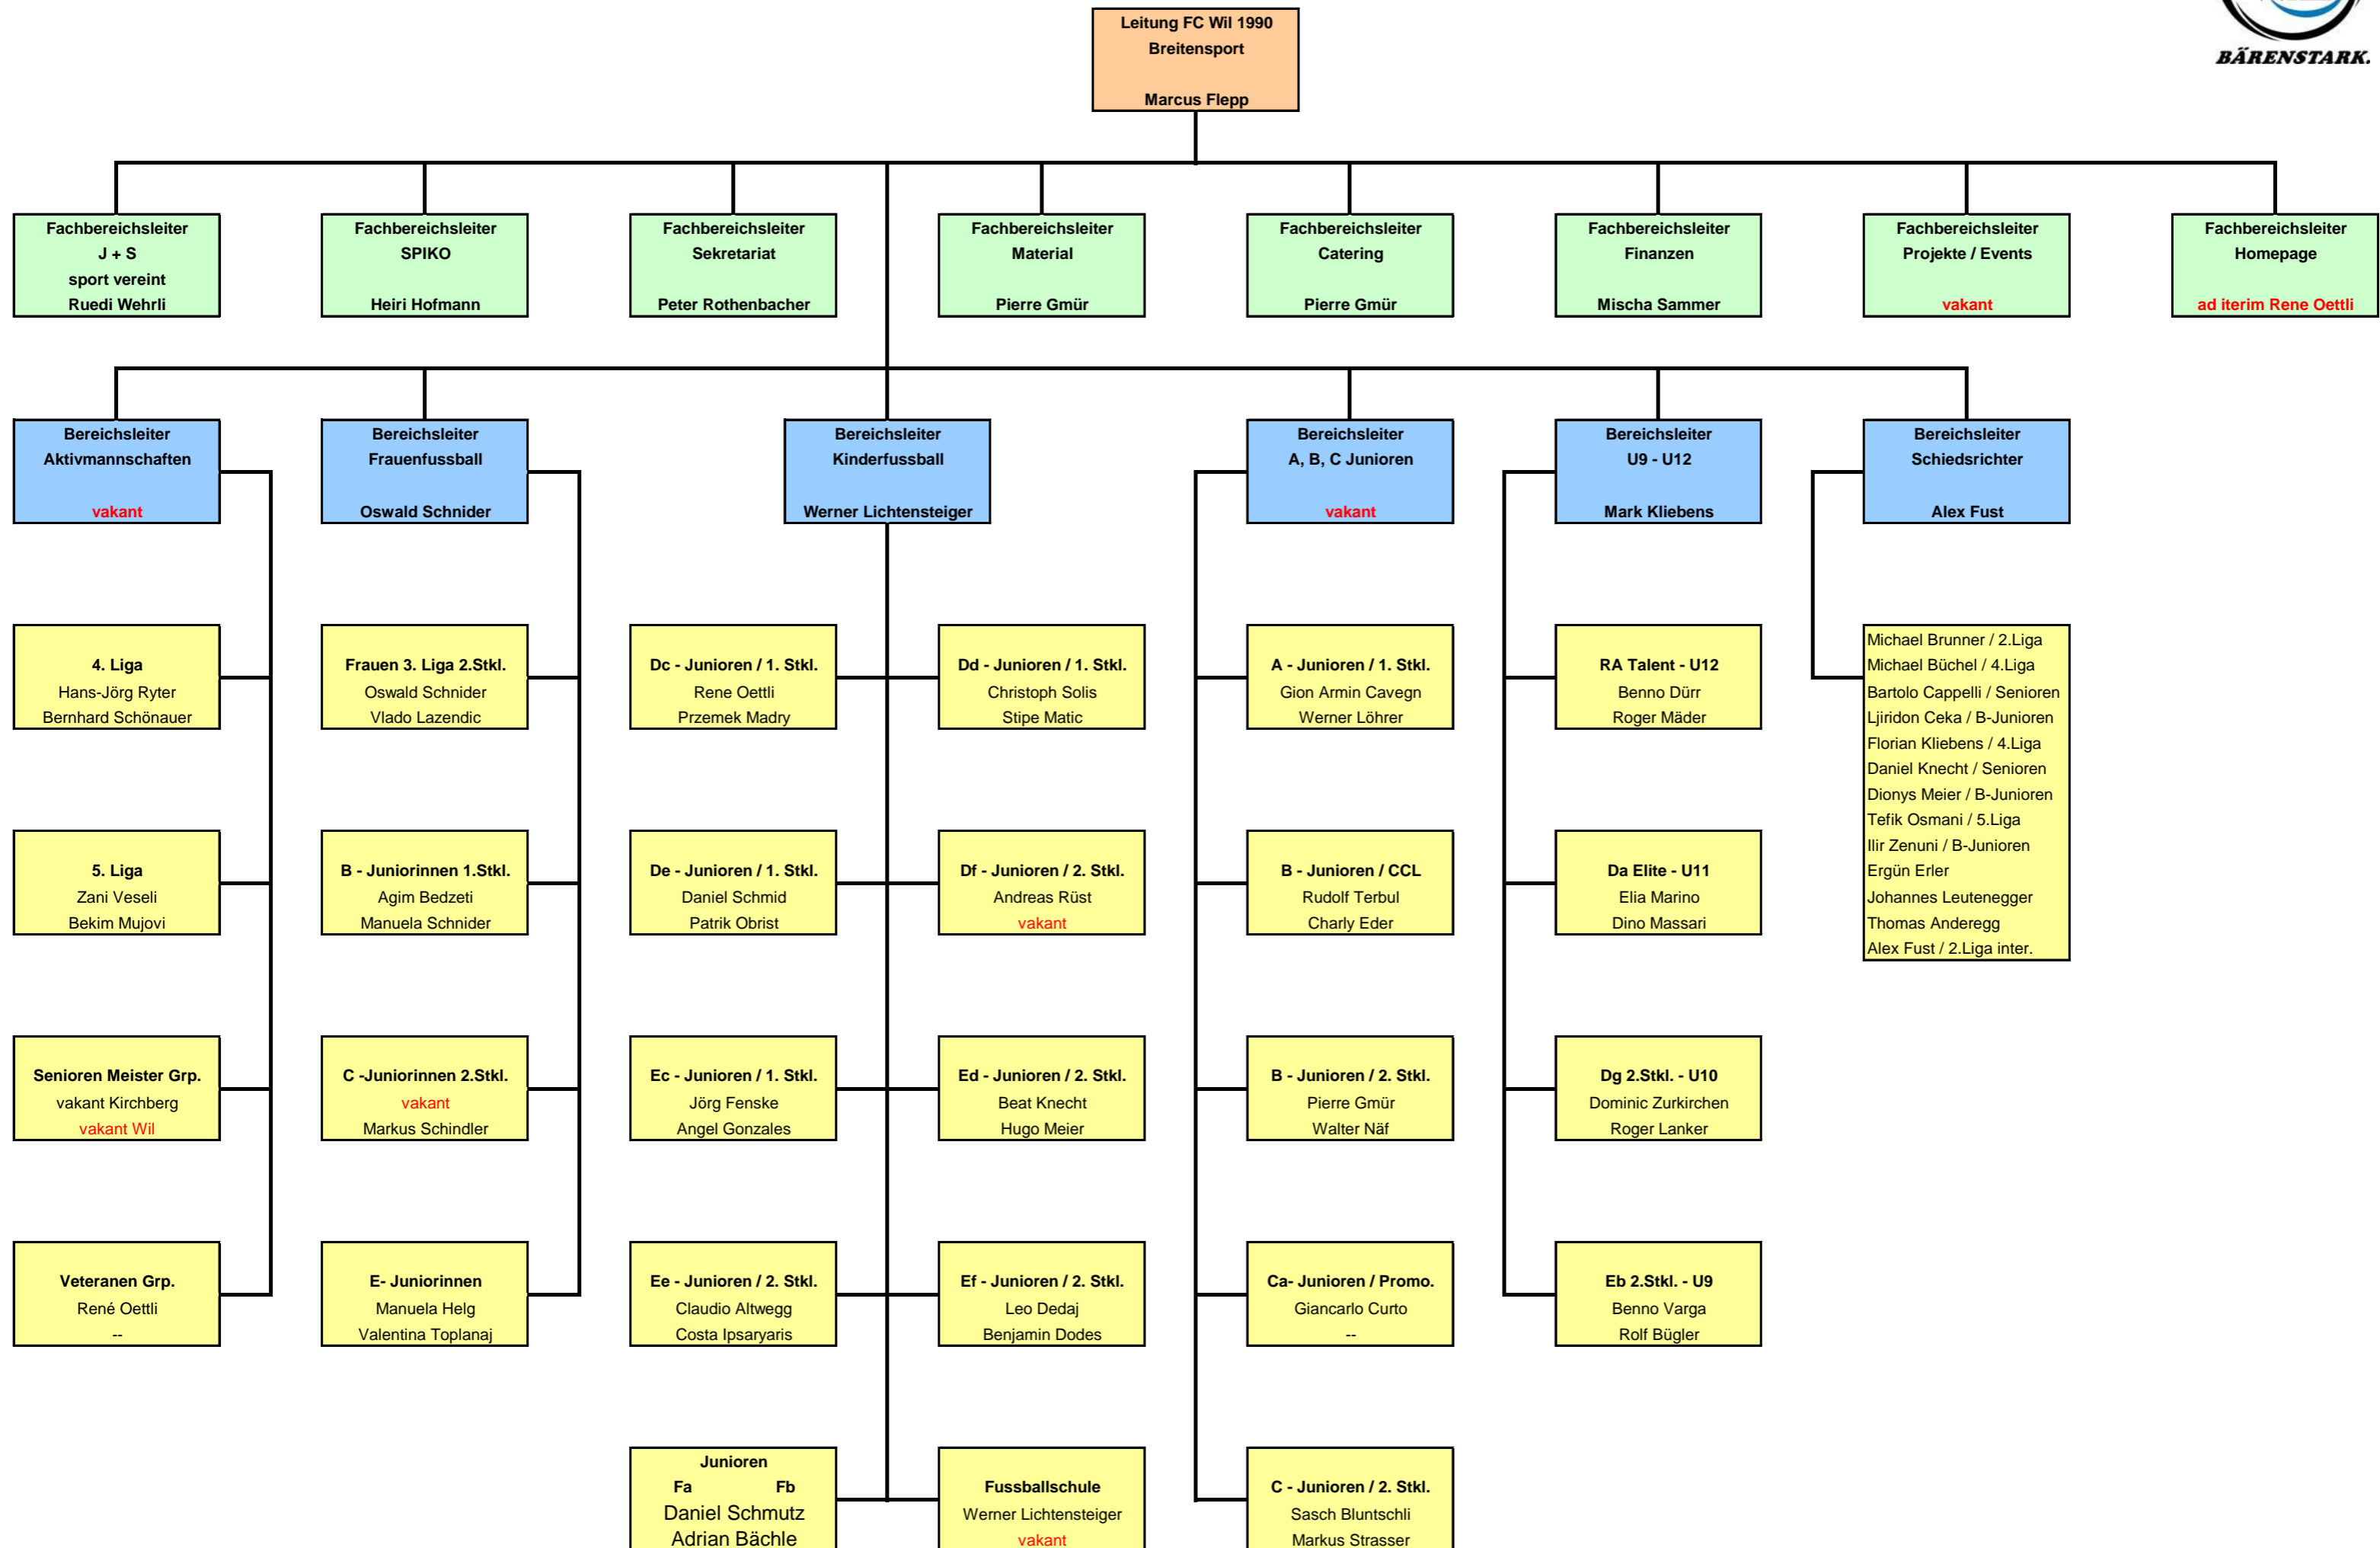 BÄRENSTARK.
Leitung FC Wil 1990
Breitensport
Marcus Flepp
Fachbereichsleiter
J + S
sport vereint
Ruedi Wehrli
Fachbereichsleiter
SPIKO
Heiri Hofmann
Fachbereichsleiter
Sekretariat
Peter Rothenbacher
Fachbereichsleiter
Material
Pierre Gmür
Fachbereichsleiter
Catering
Pierre Gmür
Fachbereichsleiter
Finanzen
Mischa Sammer
Fachbereichsleiter
Projekte / Events
vakant
Fachbereichsleiter
Homepage
ad iterim Rene Oettli
Bereichsleiter
Aktivmannschaften
vakant
Bereichsleiter
Frauenfussball
Oswald Schnider
Bereichsleiter
Kinderfussball
Werner Lichtensteiger
Bereichsleiter
A, B, C Junioren
vakant
Bereichsleiter
U9 - U12
Mark Kliebens
Bereichsleiter
Schiedsrichter
Alex Fust
4. Liga
Hans-Jörg Ryter
Bernhard Schönauer
Frauen 3. Liga 2.Stkl.
Oswald Schnider
Vlado Lazendic
Dc - Junioren / 1. Stkl.
Rene Oettli
Przemek Madry
Dd - Junioren / 1. Stkl.
Christoph Solis
Stipe Matic
A - Junioren / 1. Stkl.
Gion Armin Cavegn
Werner Löhrer
RA Talent - U12
Benno Dürr
Roger Mäder
Michael Brunner / 2.Liga
Michael Büchel / 4.Liga
Bartolo Cappelli / Senioren
Ljiridon Ceka / B-Junioren
Florian Kliebens / 4.Liga
Daniel Knecht / Senioren
Dionys Meier / B-Junioren
Tefik Osmani / 5.Liga
Ilir Zenuni / B-Junioren
Ergün Erler
Johannes Leutenegger
Thomas Anderegg
Alex Fust / 2.Liga inter.
5. Liga
Zani Veseli
Bekim Mujovi
B - Juniorinnen 1.Stkl.
Agim Bedzeti
Manuela Schnider
De - Junioren / 1. Stkl.
Daniel Schmid
Patrik Obrist
Df - Junioren / 2. Stkl.
Andreas Rüst
vakant
B - Junioren / CCL
Rudolf Terbul
Charly Eder
Da Elite - U11
Elia Marino
Dino Massari
Senioren Meister Grp.
vakant Kirchberg
vakant Wil
C -Juniorinnen 2.Stkl.
vakant
Markus Schindler
Ec - Junioren / 1. Stkl.
Jörg Fenske
Angel Gonzales
Ed - Junioren / 2. Stkl.
Beat Knecht
Hugo Meier
B - Junioren / 2. Stkl.
Pierre Gmür
Walter Näf
Dg 2.Stkl. - U10
Dominic Zurkirchen
Roger Lanker
Veteranen Grp.
René Oettli
--
E- Juniorinnen
Manuela Helg
Valentina Toplanaj
Ee - Junioren / 2. Stkl.
Claudio Altwegg
Costa Ipsaryaris
Ef - Junioren / 2. Stkl.
Leo Dedaj
Benjamin Dodes
Ca- Junioren / Promo.
Giancarlo Curto
--
Eb 2.Stkl. - U9
Benno Varga
Rolf Bügler
Junioren
Fa Fb
Daniel Schmutz
Adrian Bächle
Fussballschule
Werner Lichtensteiger
vakant
C - Junioren / 2. Stkl.
Sasch Bluntschli
Markus Strasser